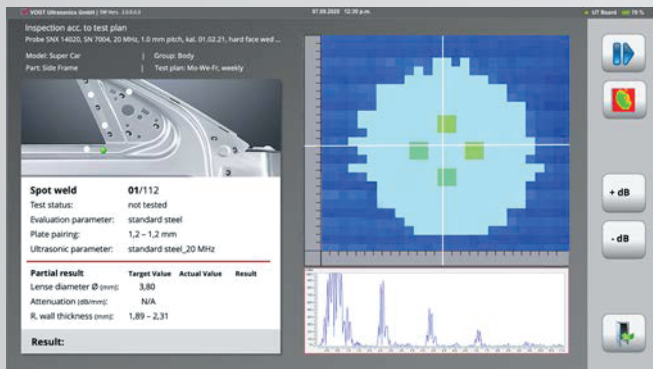 VOGT Ultrasonics GmbH | SW Vers. 2.0.0.0.3
07.09.2020 12:30 p.m.
UT Board 79 %
Inspection acc. to test plan
Probe SNX 14020, SN 7004, 20 MHz, 1.0 mm pitch, kal. 01.02.21, hard face wed ...
Model: Super Car | Group: Body
Part: Side Frame | Test plan: Mo-We-Fr, weekly
Spot weld 01/112
Test status: not tested
Evaluation parameter: standard steel
Plate pairing: 1,2 – 1,2 mm
Ultrasonic parameter: standard steel_20 MHz
Partial result Target Value Actual Value Result
Lense diameter Ø (mm): 3,80
Attenuation (dB/mm): N/A
R. wall thickness (mm): 1,89 – 2,31
Result:
+ dB
- dB